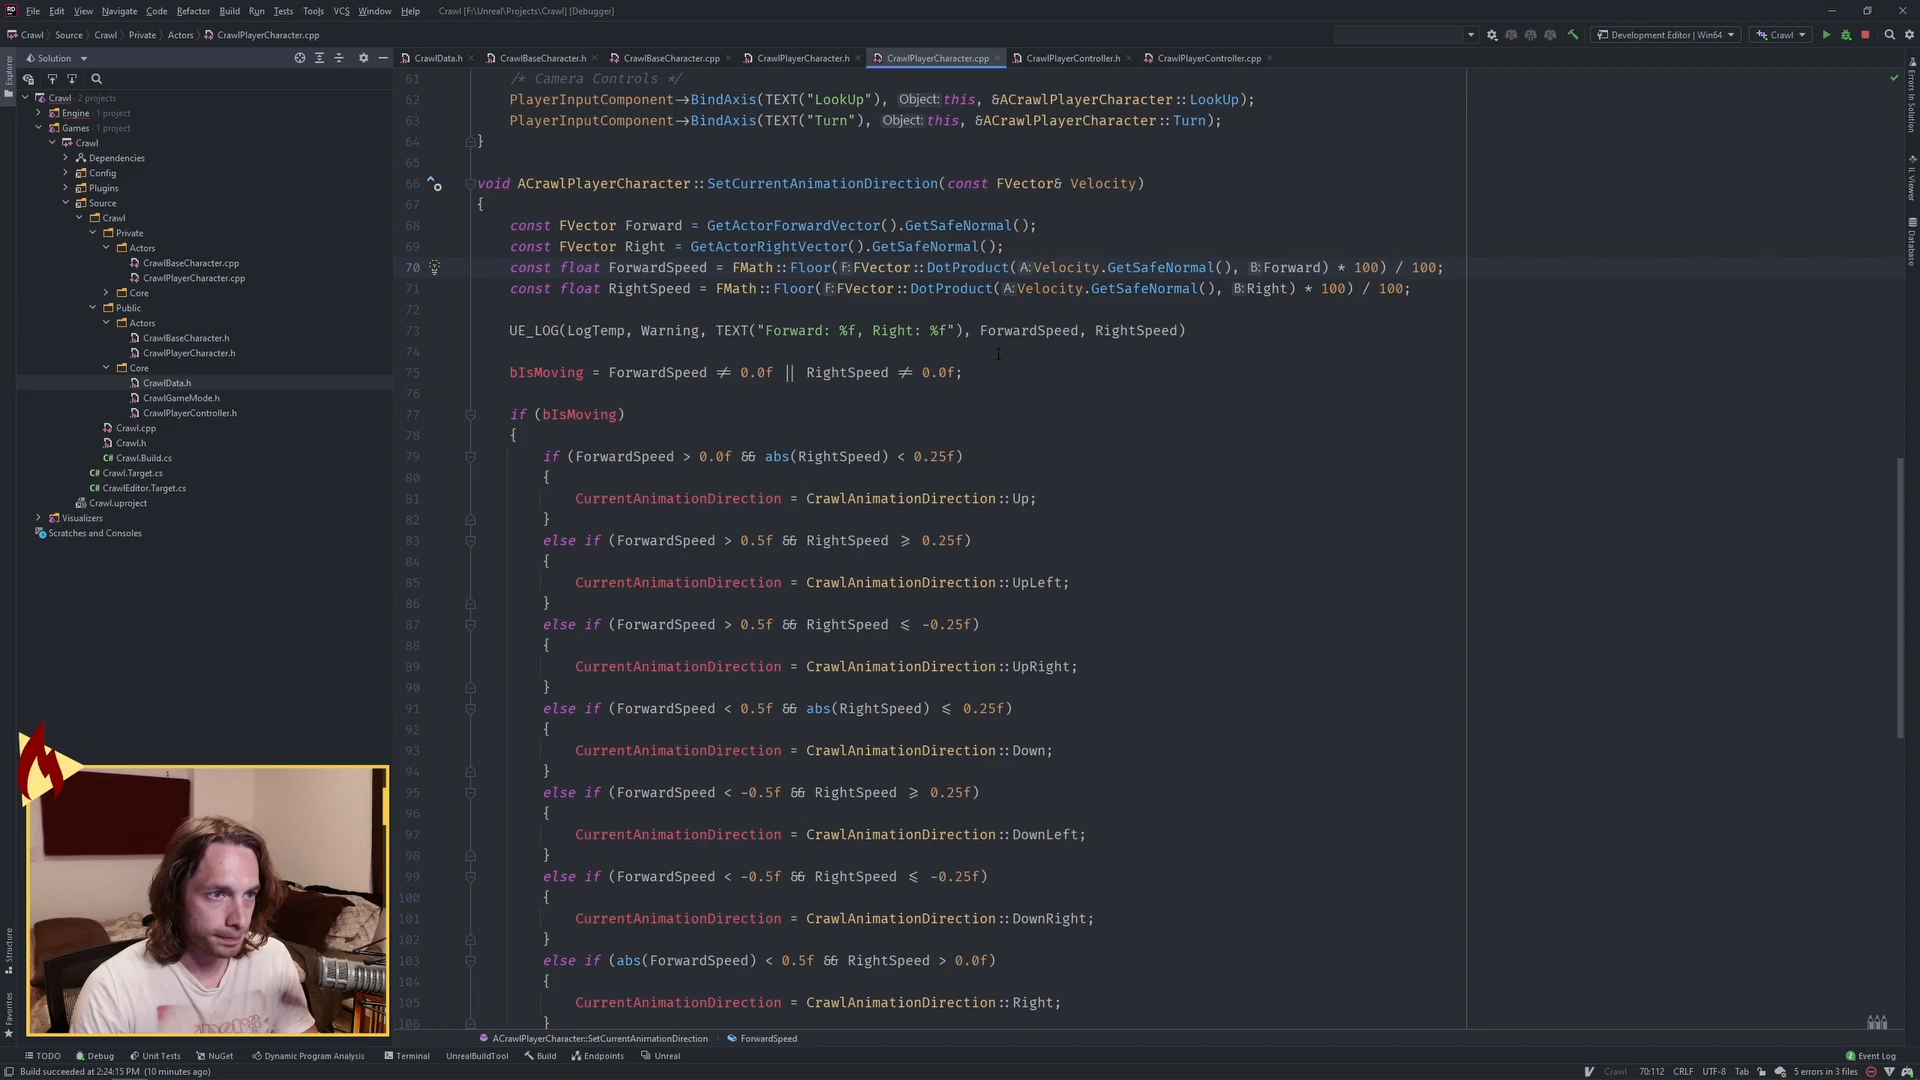 File Edit View Navigate Code Refactor Build Run Tests Tools VCS Window Help Crawl [F:\Unreal\Projects\Crawl] [Debugger]
Crawl Source Crawl Private Actors CrawlPlayerCharacter.cpp
Development Editor | Win64 Crawl
Solution
CrawlData.h CrawlBaseCharacter.h CrawlBaseCharacter.cpp CrawlPlayerCharacter.h CrawlPlayerCharacter.cpp CrawlPlayerController.h CrawlPlayerController.cpp
Explorer
Crawl 2 projects
Engine 1 project
Games 1 project
Crawl
Dependencies
Config
Plugins
Source
Crawl
Private
Actors
CrawlBaseCharacter.cpp
CrawlPlayerCharacter.cpp
Core
Public
Actors
CrawlBaseCharacter.h
CrawlPlayerCharacter.h
Core
CrawlData.h
CrawlGameMode.h
CrawlPlayerController.h
Crawl.cpp
Crawl.h
Crawl.Build.cs
Crawl.Target.cs
CrawlEditor.Target.cs
Crawl.uproject
Visualizers
Scratches and Consoles
61 /* Camera Controls */
62 PlayerInputComponent→BindAxis(TEXT("LookUp"), Object: this, &ACrawlPlayerCharacter::LookUp);
63 PlayerInputComponent→BindAxis(TEXT("Turn"), Object: this, &ACrawlPlayerCharacter::Turn);
64 }
65
66 void ACrawlPlayerCharacter::SetCurrentAnimationDirection(const FVector& Velocity)
67 {
68 const FVector Forward = GetActorForwardVector().GetSafeNormal();
69 const FVector Right = GetActorRightVector().GetSafeNormal();
70 const float ForwardSpeed = FMath::Floor(F: FVector::DotProduct(A: Velocity.GetSafeNormal(), B: Forward) * 100) / 100;
71 const float RightSpeed = FMath::Floor(F: FVector::DotProduct(A: Velocity.GetSafeNormal(), B: Right) * 100) / 100;
72
73 UE_LOG(LogTemp, Warning, TEXT("Forward: %f, Right: %f"), ForwardSpeed, RightSpeed)
74
75 bIsMoving = ForwardSpeed ≠ 0.0f || RightSpeed ≠ 0.0f;
76
77 if (bIsMoving)
78 {
79 if (ForwardSpeed > 0.0f && abs(RightSpeed) < 0.25f)
80 {
81 CurrentAnimationDirection = CrawlAnimationDirection::Up;
82 }
83 else if (ForwardSpeed > 0.5f && RightSpeed ⩾ 0.25f)
84 {
85 CurrentAnimationDirection = CrawlAnimationDirection::UpLeft;
86 }
87 else if (ForwardSpeed > 0.5f && RightSpeed ⩽ -0.25f)
88 {
89 CurrentAnimationDirection = CrawlAnimationDirection::UpRight;
90 }
91 else if (ForwardSpeed < 0.5f && abs(RightSpeed) ⩽ 0.25f)
92 {
93 CurrentAnimationDirection = CrawlAnimationDirection::Down;
94 }
95 else if (ForwardSpeed < -0.5f && RightSpeed ⩾ 0.25f)
96 {
97 CurrentAnimationDirection = CrawlAnimationDirection::DownLeft;
98 }
99 else if (ForwardSpeed < -0.5f && RightSpeed ⩽ -0.25f)
100 {
101 CurrentAnimationDirection = CrawlAnimationDirection::DownRight;
102 }
103 else if (abs(ForwardSpeed) < 0.5f && RightSpeed > 0.0f)
104 {
105 CurrentAnimationDirection = CrawlAnimationDirection::Right;
106 }
Errors In Solution
IL Viewer
Database
Structure
Favorites
ACrawlPlayerCharacter::SetCurrentAnimationDirection ForwardSpeed
TODO Debug Unit Tests NuGet Dynamic Program Analysis Terminal UnrealBuildTool Build Endpoints Unreal 2 Event Log
Build succeeded at 2:24:15 PM (10 minutes ago) Crawl 70:112 CRLF UTF-8 Tab 5 errors in 3 files